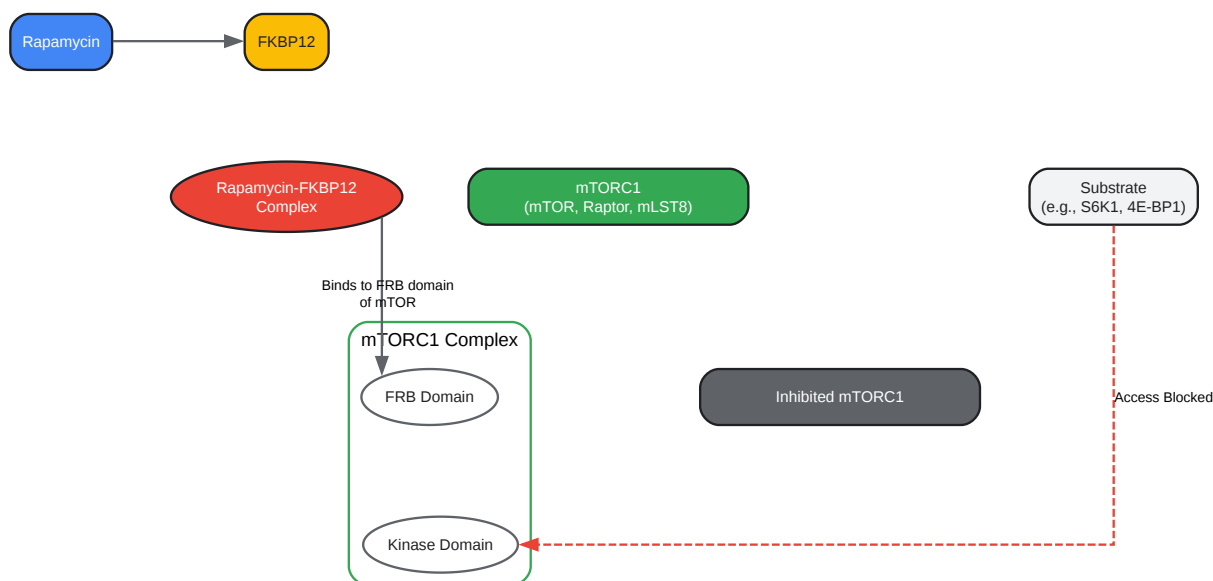 Rapamycin
FKBP12
Rapamycin-FKBP12
Complex
mTORC1
(mTOR, Raptor, mLST8)
Substrate
(e.g., S6K1, 4E-BP1)
Binds to FRB domain
of mTOR
mTORC1 Complex
FRB Domain
Inhibited mTORC1
Access Blocked
Kinase Domain